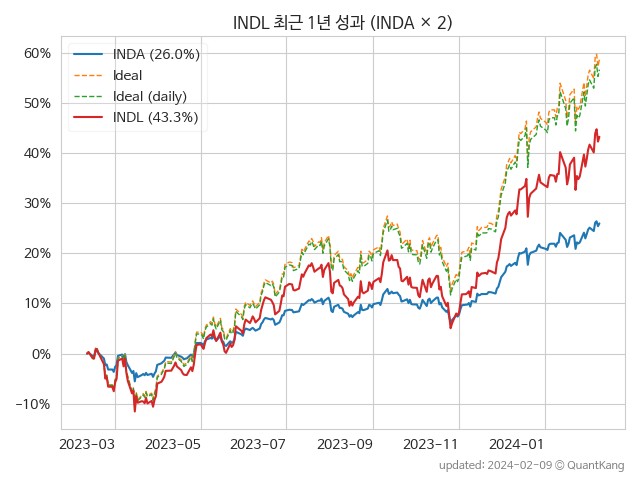 INDL 최근 1년 성과 (INDA × 2)
INDA (26.0%)
Ideal
Ideal (daily)
INDL (43.3%)
60%
50%
40%
30%
20%
10%
0%
−10%
2023-03 2023-05 2023-07 2023-09 2023-11 2024-01
updated: 2024-02-09 ⓒ QuantKang